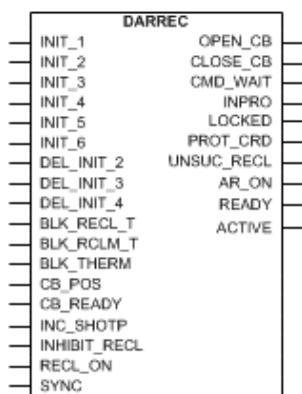 DARREC
INIT_1 OPEN_CB
INIT_2 CLOSE_CB
INIT_3 CMD_WAIT
INIT_4 INPRO
INIT_5 LOCKED
INIT_6 PROT_CRD
DEL_INIT_2 UNSUC_RECL
DEL_INIT_3 AR_ON
DEL_INIT_4 READY
BLK_RECL_T ACTIVE
BLK_RCLM_T
BLK_THERM
CB_POS
CB_READY
INC_SHOTP
INHIBIT_RECL
RECL_ON
SYNC